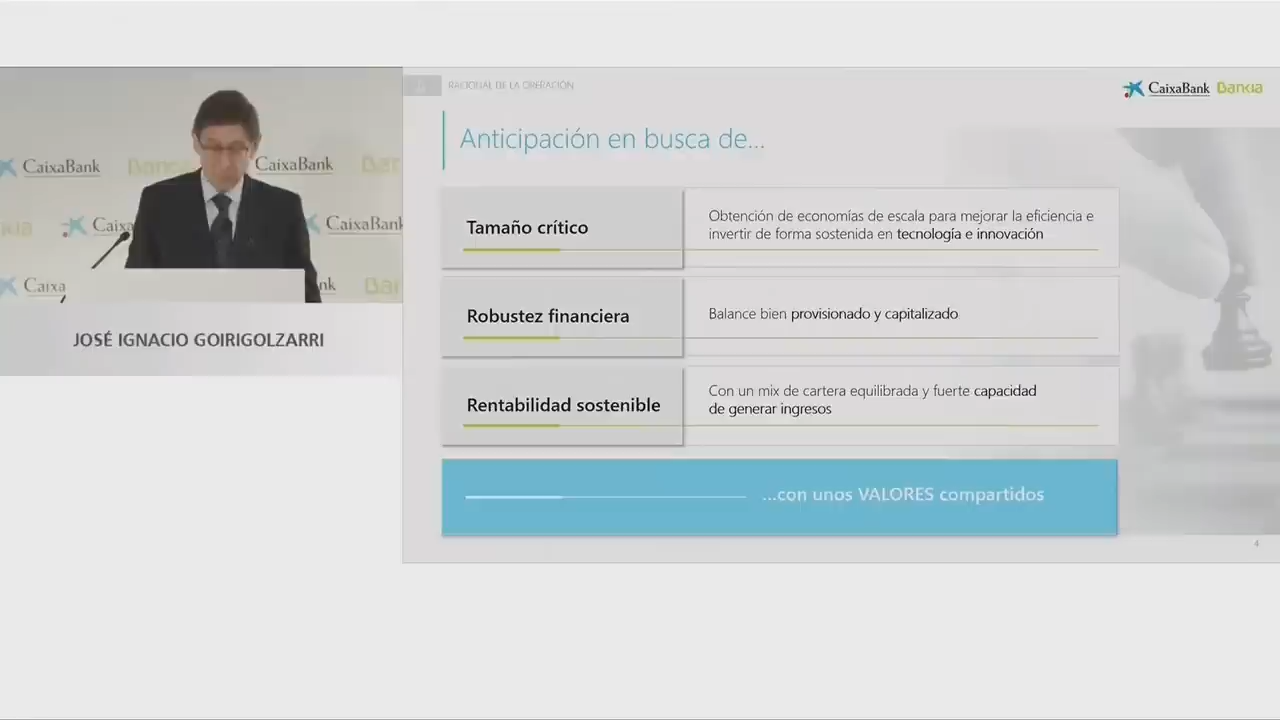 CaixaBank
Bankia
CaixaBank
CaixaBank
JOSÉ IGNACIO GOIRIGOLZARRI
RACIONAL DE LA OPERACIÓN
CaixaBank Bankia
Anticipación en busca de...
Tamaño crítico
Obtención de economías de escala para mejorar la eficiencia e
invertir de forma sostenida en tecnología e innovación
Robustez financiera
Balance bien provisionado y capitalizado
Rentabilidad sostenible
Con un mix de cartera equilibrada y fuerte capacidad
de generar ingresos
...con unos VALORES compartidos
4